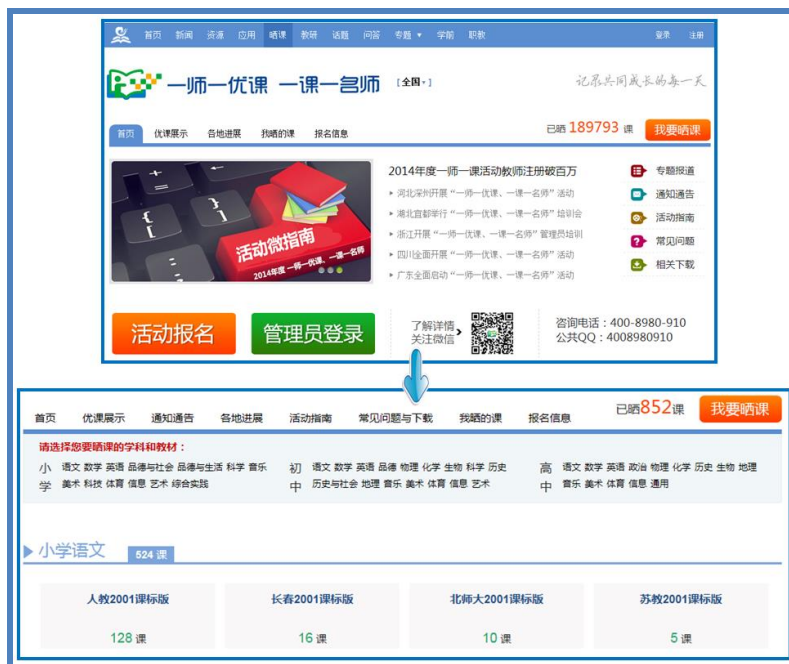 首页 新闻 资源 应用 晒课 教研 话题 问答 专题 学前 职教 登录 注册
一师一优课 一课一名师 [全国] 记录共同成长的每一天
首页 优课展示 各地进展 我晒的课 报名信息 已晒 189793 课 我要晒课
2014年度一师一课活动教师注册破百万 专题报道
河北深州开展“一师一优课、一课一名师”活动 通知通告
湖北宜都举行“一师一优课、一课一名师”培训会 活动指南
浙江开展“一师一优课、一课一名师”管理员培训 常见问题
四川全面开展“一师一优课、一课一名师”活动 相关下载
广东全面启动“一师一优课、一课一名师”活动
活动微指南
2014年度 一师一优课、一课一名师
活动报名 管理员登录
了解详情 咨询电话：400-8980-910
关注微信 公共QQ：4008980910
首页 优课展示 通知通告 各地进展 活动指南 常见问题与下载 我晒的课 报名信息 已晒852课 我要晒课
请选择您要晒课的学科和教材：
小学 语文 数学 英语 品德与社会 品德与生活 科学 音乐
美术 科技 体育 信息 艺术 综合实践
初中 语文 数学 英语 品德 物理 化学 生物 科学 历史
历史与社会 地理 音乐 美术 体育 信息 艺术
高中 语文 数学 英语 政治 物理 化学 历史 生物 地理
音乐 美术 体育 信息 通用
小学语文 524 课
人教2001课标版 长春2001课标版 北师大2001课标版 苏教2001课标版
128 课 16 课 10 课 5 课